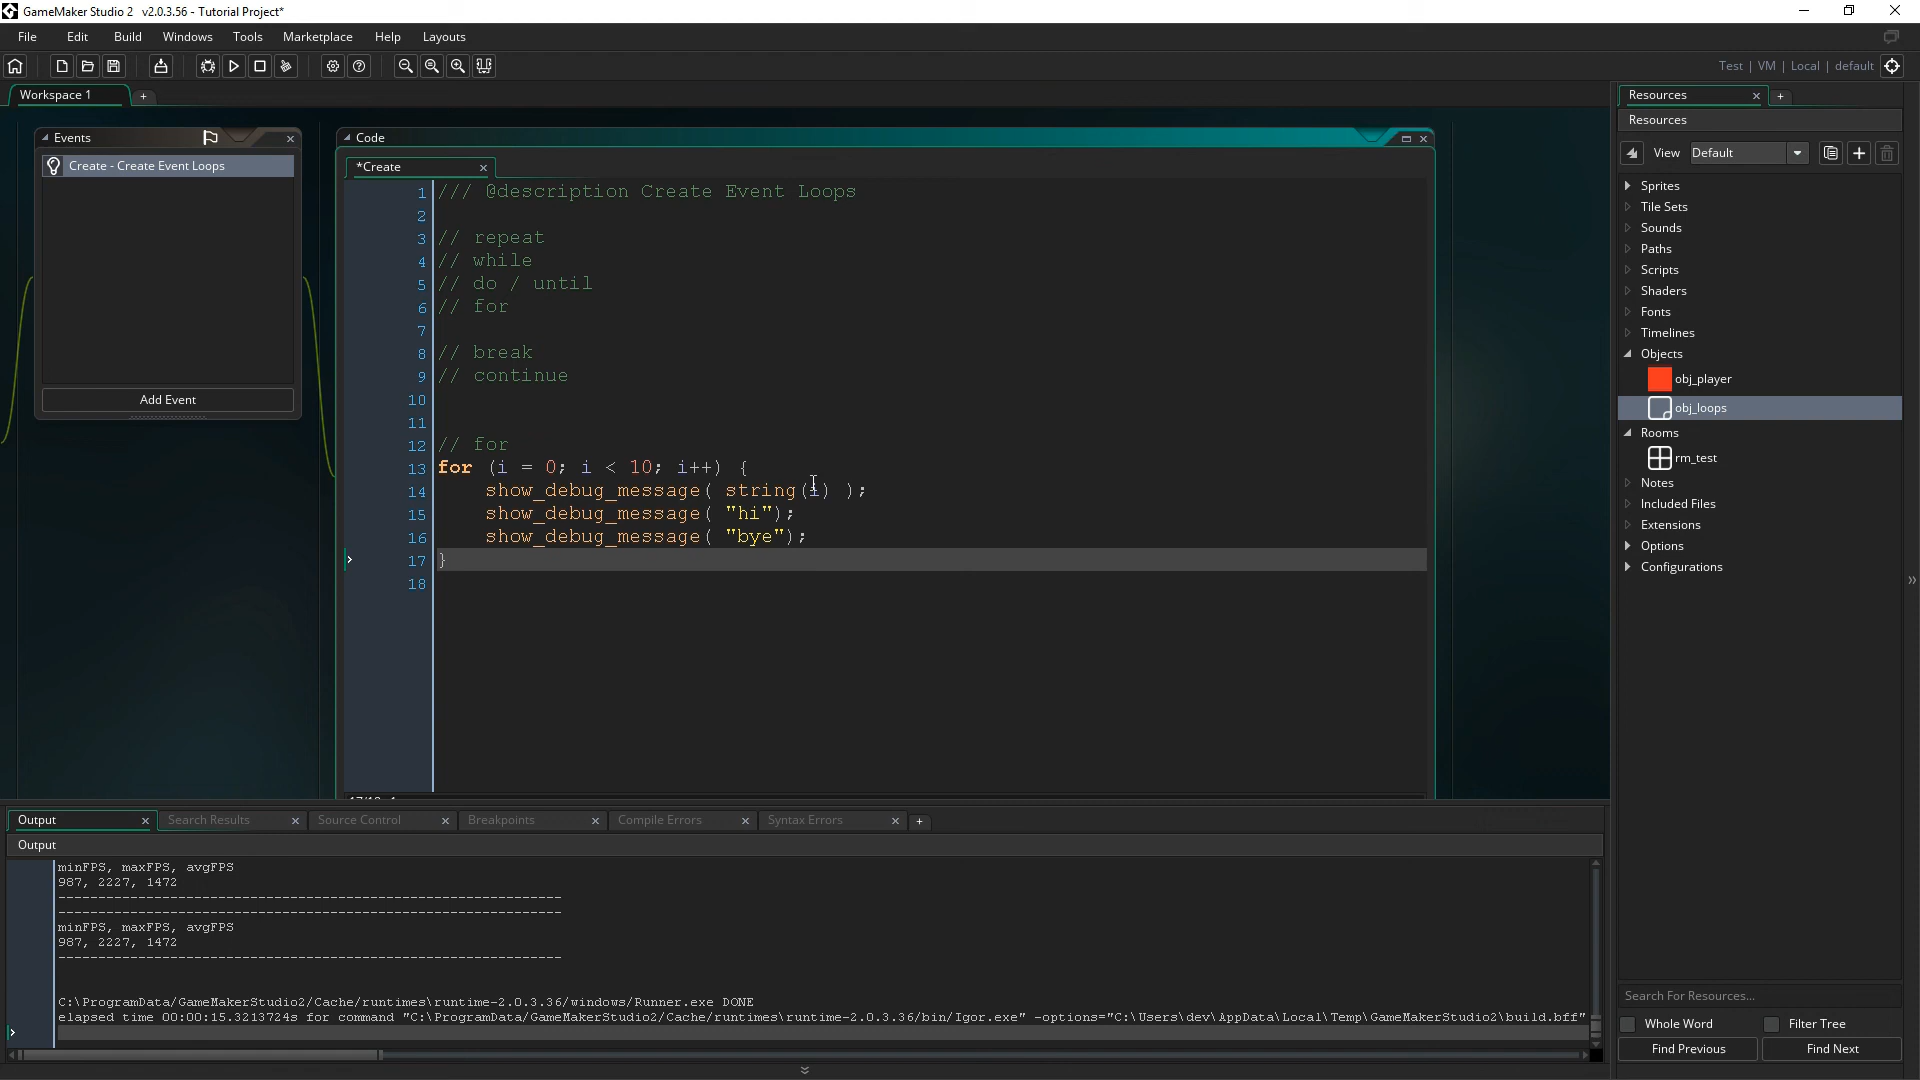 GameMaker Studio 2 v2.0.3.56 - Tutorial Project*
File Edit Build Windows Tools Marketplace Help Layouts
Test | VM | Local | default
Workspace 1
Events
Create - Create Event Loops
Add Event
Code
*Create
1 /// @description Create Event Loops
2
3 // repeat
4 // while
5 // do / until
6 // for
7
8 // break
9 // continue
10
11
12 // for
13 for (i = 0; i < 10; i++) {
14 show_debug_message( string(i) );
15 show_debug_message( "hi");
16 show_debug_message( "bye");
17 }
18
Resources
Resources
View Default
Sprites
Tile Sets
Sounds
Paths
Scripts
Shaders
Fonts
Timelines
Objects
obj_player
obj_loops
Rooms
rm_test
Notes
Included Files
Extensions
Options
Configurations
Search For Resources...
Whole Word Filter Tree
Find Previous Find Next
Output Search Results Source Control Breakpoints Compile Errors Syntax Errors
Output
minFPS, maxFPS, avgFPS
987, 2227, 1472
---------------------------------------------------------------
---------------------------------------------------------------
minFPS, maxFPS, avgFPS
987, 2227, 1472
---------------------------------------------------------------
C:\ProgramData/GameMakerStudio2/Cache/runtimes\runtime-2.0.3.36/windows/Runner.exe DONE
elapsed time 00:00:15.3213724s for command "C:\ProgramData/GameMakerStudio2/Cache/runtimes\runtime-2.0.3.36/bin/Igor.exe" -options="C:\Users\dev\AppData\Local\Temp\GameMakerStudio2\build.bff"